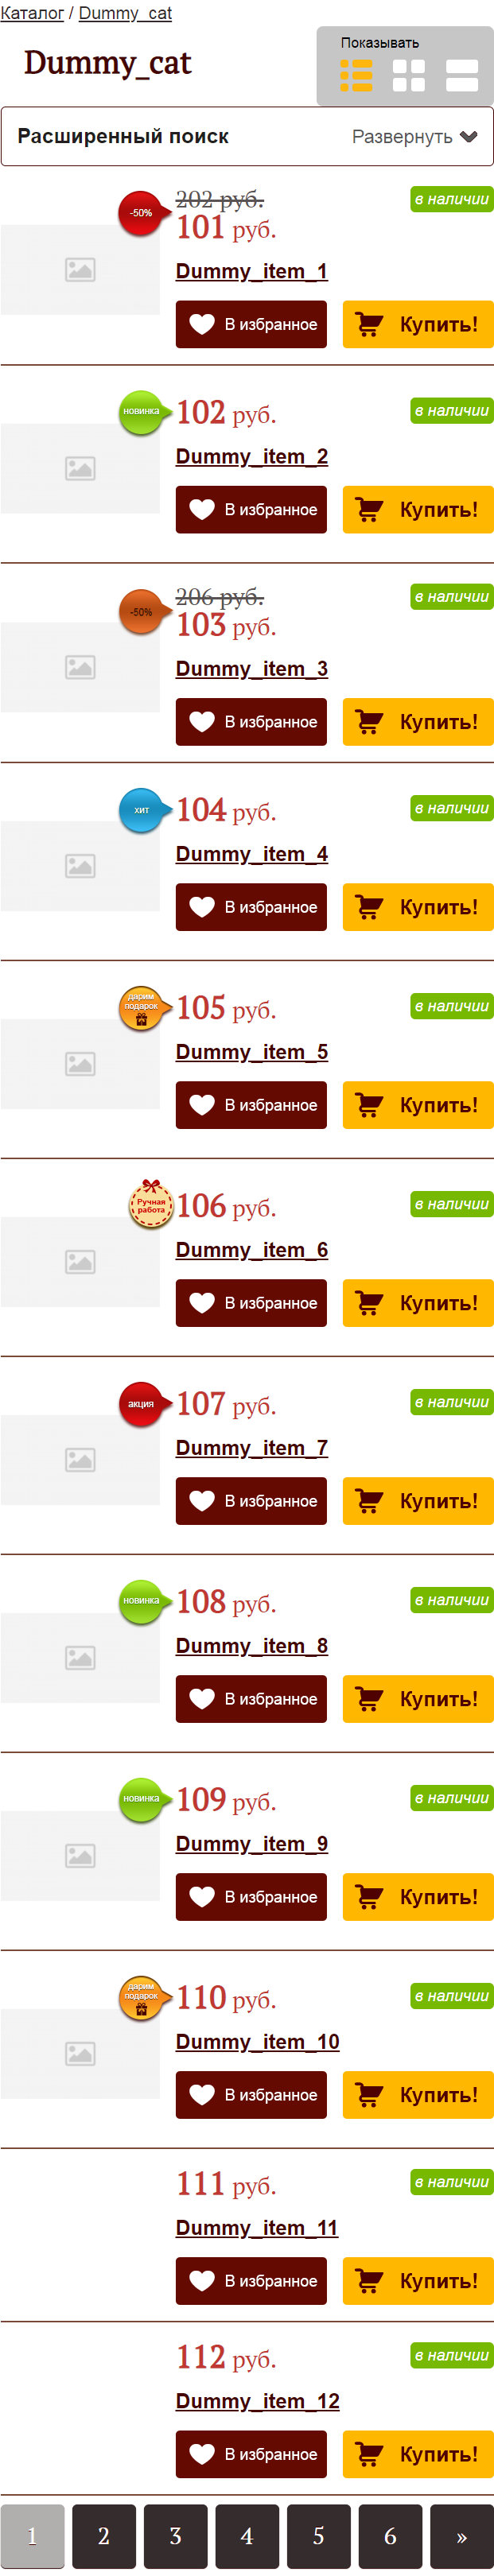 Каталог / Dummy_cat
Dummy_cat
Показывать
Расширенный поиск Развернуть
-50%
202 руб.
в наличии
101 руб.
Dummy_item_1
В избранное Купить!
новинка
102 руб.
в наличии
Dummy_item_2
В избранное Купить!
-50%
206 руб.
в наличии
103 руб.
Dummy_item_3
В избранное Купить!
хит
104 руб.
в наличии
Dummy_item_4
В избранное Купить!
дарим
подарок
105 руб.
в наличии
Dummy_item_5
В избранное Купить!
Ручная
работа
106 руб.
в наличии
Dummy_item_6
В избранное Купить!
акция
107 руб.
в наличии
Dummy_item_7
В избранное Купить!
новинка
108 руб.
в наличии
Dummy_item_8
В избранное Купить!
новинка
109 руб.
в наличии
Dummy_item_9
В избранное Купить!
дарим
подарок
110 руб.
в наличии
Dummy_item_10
В избранное Купить!
111 руб.
в наличии
Dummy_item_11
В избранное Купить!
112 руб.
в наличии
Dummy_item_12
В избранное Купить!
1 2 3 4 5 6 »